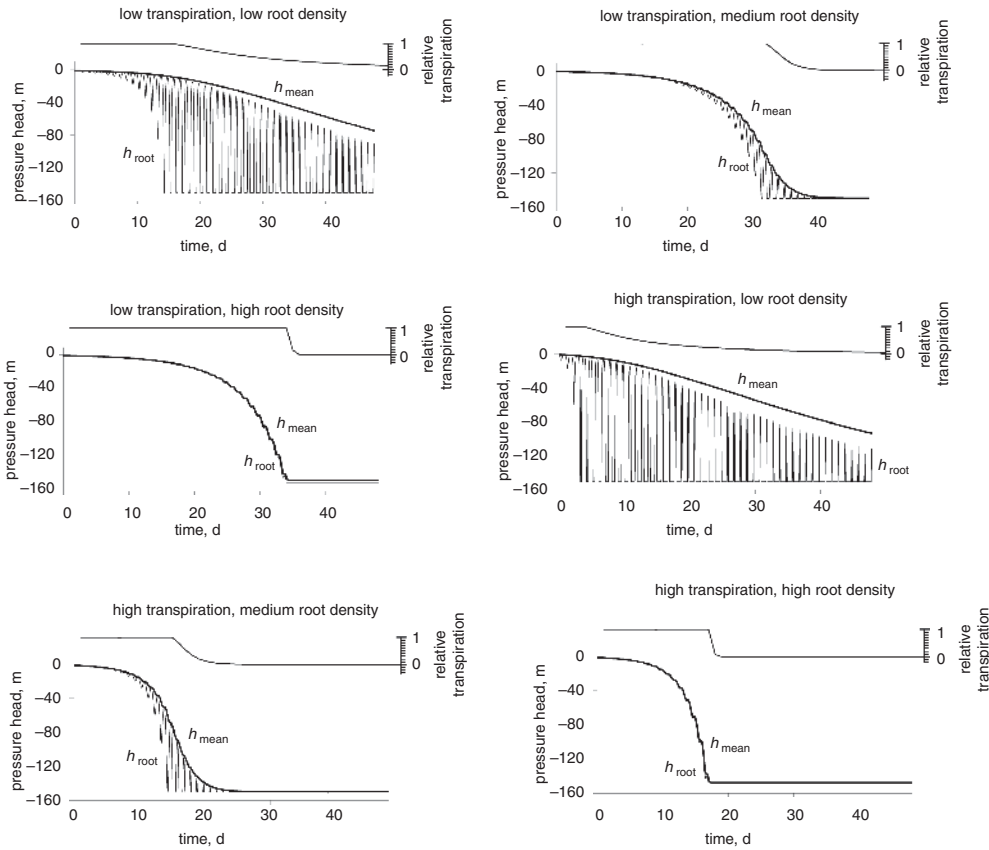 low transpiration, low root density
1
0
relative
transpiration
0
–40
–80
–120
–160
pressure head, m
h mean
h root
0
10
20
30
40
time, d
low transpiration, medium root density
1
0
relative
transpiration
0
–40
–80
–120
–160
pressure head, m
h mean
h root
0
10
20
30
40
time, d
low transpiration, high root density
1
0
relative
transpiration
0
–40
–80
–120
–160
pressure head, m
h mean
h root
0
10
20
30
40
time, d
high transpiration, low root density
1
0
relative
transpiration
0
–40
–80
–120
–160
pressure head, m
h mean
h root
0
10
20
30
40
time, d
high transpiration, medium root density
1
0
relative
transpiration
0
–40
–80
–120
–160
pressure head, m
h mean
h root
0
10
20
30
40
time, d
high transpiration, high root density
1
0
relative
transpiration
0
–40
–80
–120
–160
pressure head, m
h mean
h root
0
10
20
30
40
time, d